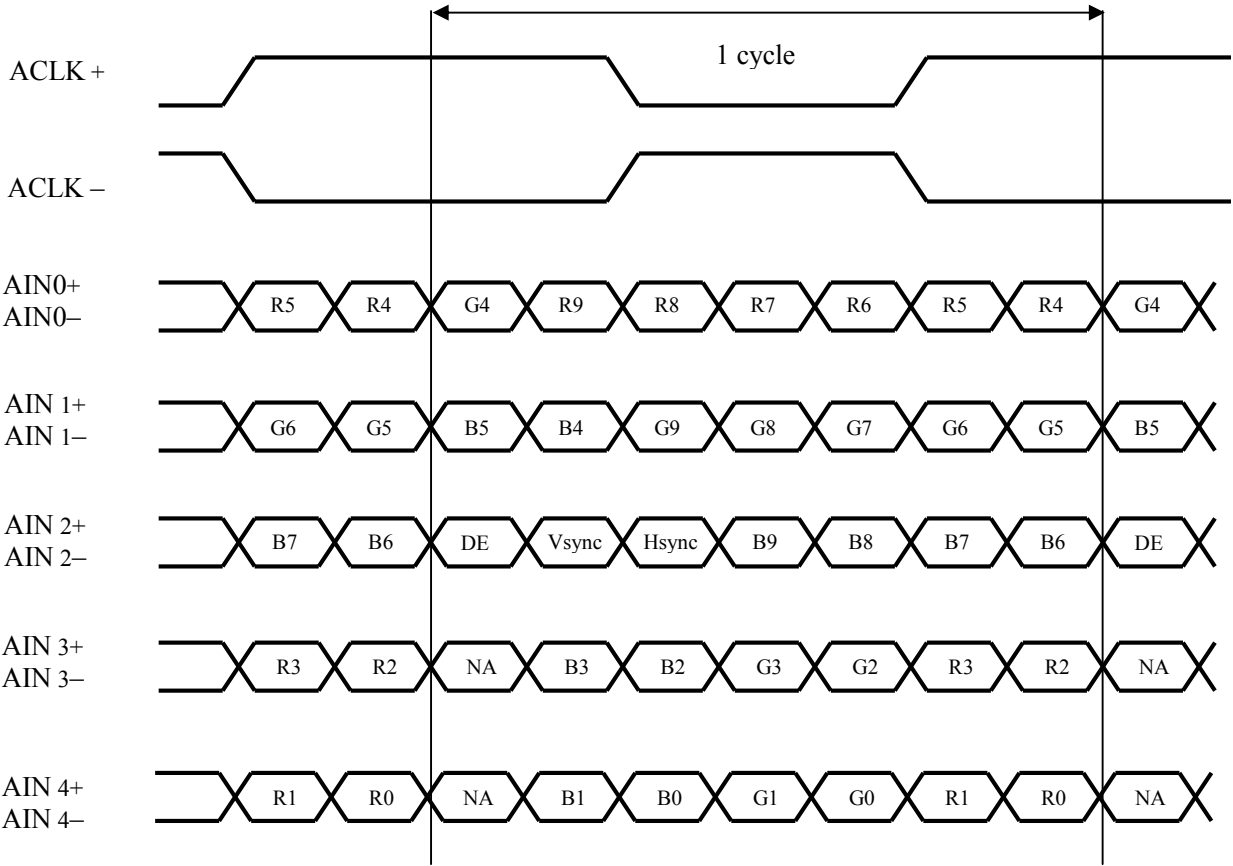 1 cycle
ACLK +
ACLK –
AIN0+
AIN0–
R5 R4 G4 R9 R8 R7 R6 R5 R4 G4
AIN 1+
AIN 1–
G6 G5 B5 B4 G9 G8 G7 G6 G5 B5
AIN 2+
AIN 2–
B7 B6 DE Vsync Hsync B9 B8 B7 B6 DE
AIN 3+
AIN 3–
R3 R2 NA B3 B2 G3 G2 R3 R2 NA
AIN 4+
AIN 4–
R1 R0 NA B1 B0 G1 G0 R1 R0 NA